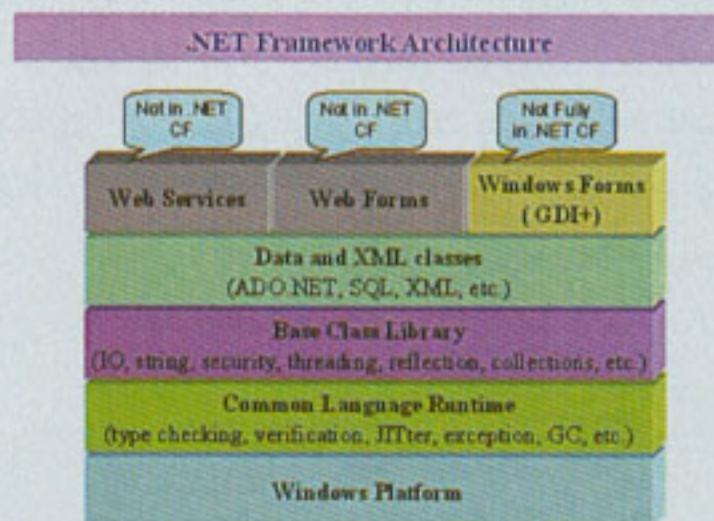 .NET Framework Architecture
Not in .NET
CF
Not in .NET
CF
Not Fully
in .NET CF
Web Services
Web Forms
Windows Forms
(GDI+)
Data and XML classes
(ADO.NET, SQL, XML, etc.)
Base Class Library
(IO, string, security, threading, reflection, collections, etc.)
Common Language Runtime
(type checking, verification, JITter, exception, GC, etc.)
Windows Platform